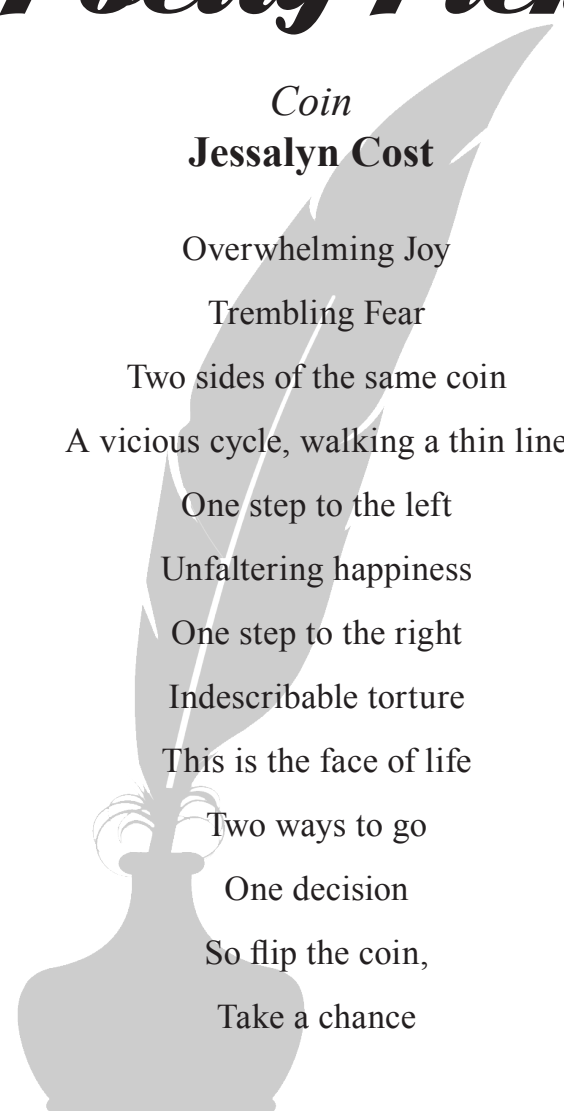 Coin
Jessalyn Cost
Overwhelming Joy
Trembling Fear
Two sides of the same coin
A vicious cycle, walking a thin line
One step to the left
Unfaltering happiness
One step to the right
Indescribable torture
This is the face of life
Two ways to go
One decision
So flip the coin,
Take a chance